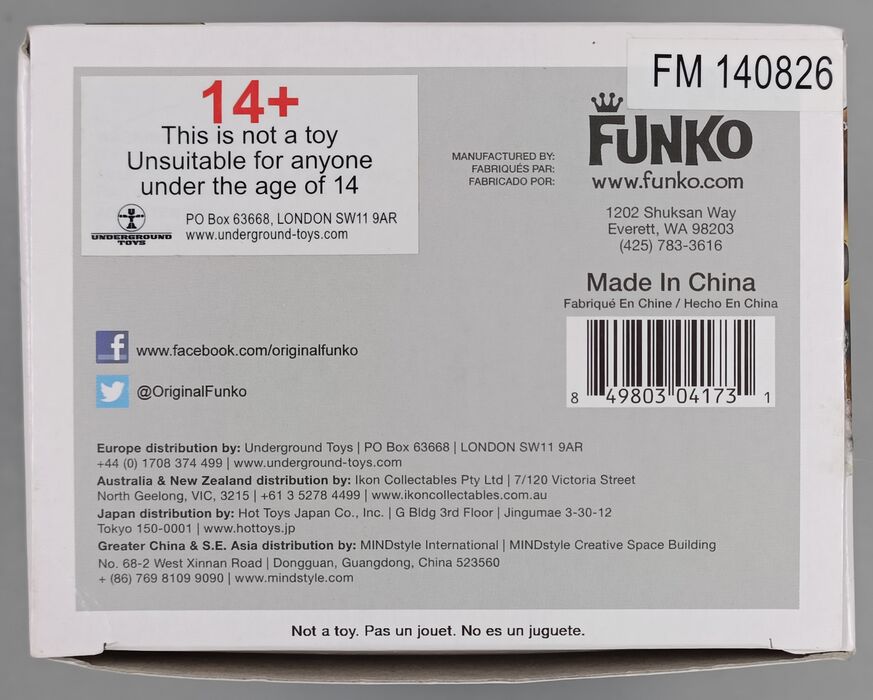 FM 140826
14+
This is not a toy
Unsuitable for anyone
under the age of 14
UNDERGROUND
TOYS
PO Box 63668, LONDON SW11 9AR
www.underground-toys.com
MANUFACTURED BY:
FABRIQUÉS PAR:
FABRICADO POR:
FUNKO
www.funko.com
1202 Shuksan Way
Everett, WA 98203
(425) 783-3616
Made In China
Fabriqué En Chine / Hecho En China
8 49803 04173 1
f www.facebook.com/originalfunko
@OriginalFunko
Europe distribution by: Underground Toys | PO Box 63668 | LONDON SW11 9AR
+44 (0) 1708 374 499 | www.underground-toys.com
Australia & New Zealand distribution by: Ikon Collectables Pty Ltd | 7/120 Victoria Street
North Geelong, VIC, 3215 | +61 3 5278 4499 | www.ikoncollectables.com.au
Japan distribution by: Hot Toys Japan Co., Inc. | G Bldg 3rd Floor | Jingumae 3-30-12
Tokyo 150-0001 | www.hottoys.jp
Greater China & S.E. Asia distribution by: MINDstyle International | MINDstyle Creative Space Building
No. 68-2 West Xinnan Road | Dongguan, Guangdong, China 523560
+ (86) 769 8109 9090 | www.mindstyle.com
Not a toy. Pas un jouet. No es un juguete.